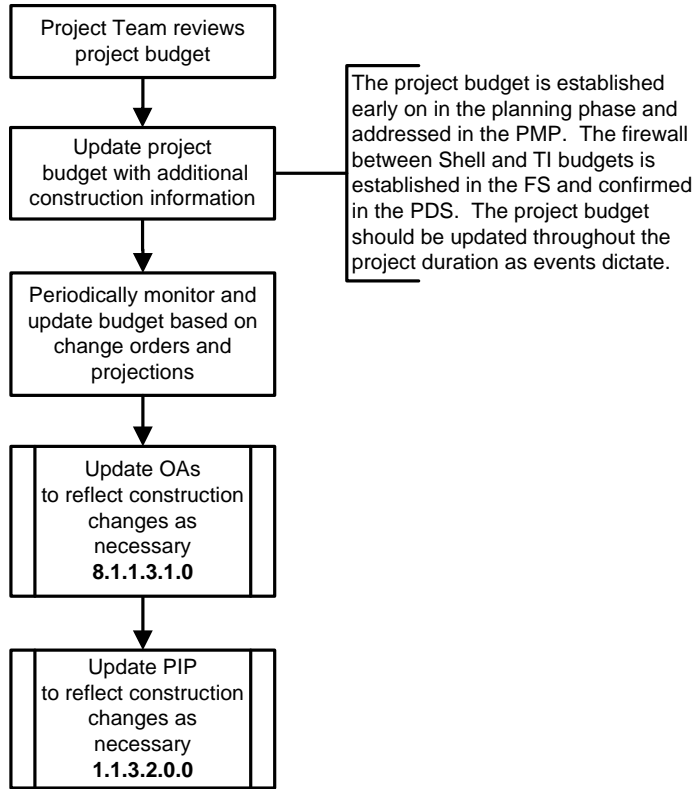 Project Team reviews
project budget
Update project
budget with additional
construction information
The project budget is established
early on in the planning phase and
addressed in the PMP.  The firewall
between Shell and TI budgets is
established in the FS and confirmed
in the PDS.  The project budget
should be updated throughout the
project duration as events dictate.
Periodically monitor and
update budget based on
change orders and
projections
Update OAs
to reflect construction
changes as
necessary
8.1.1.3.1.0
Update PIP
to reflect construction
changes as
necessary
1.1.3.2.0.0